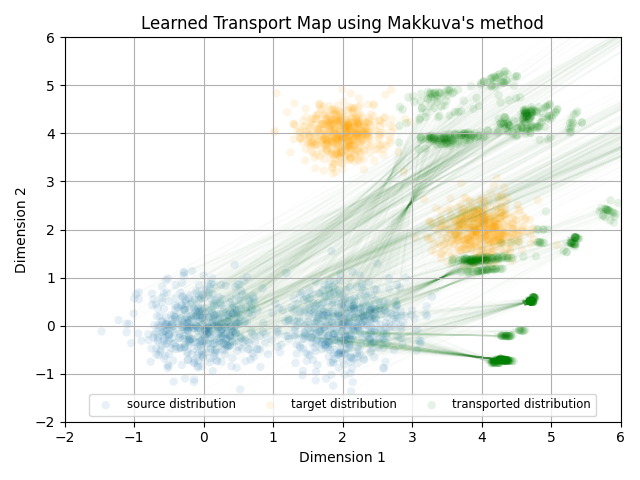 Learned Transport Map using Makkuva's method
6
5
4
3
2
1
0
−1
−2
Dimension 2
source distribution target distribution transported distribution
−2 −1 0 1 2 3 4 5 6
Dimension 1